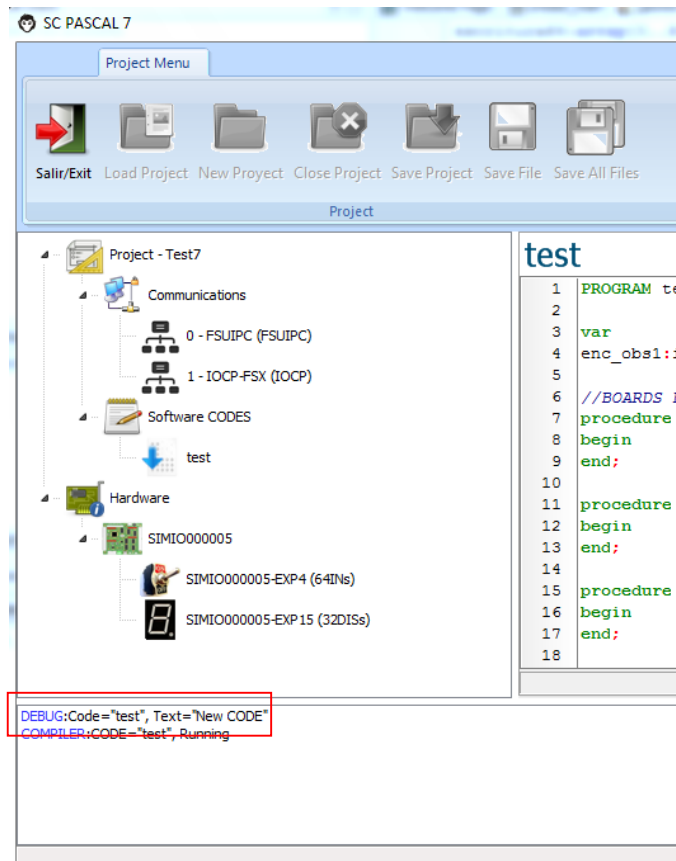 SC PASCAL 7
Project Menu
Salir/Exit Load Project New Proyect Close Project Save Project Save File Save All Files
Project
Project - Test7
Communications
0 - FSUIPC (FSUIPC)
1 - IOCP-FSX (IOCP)
Software CODES
test
Hardware
SIMIO000005
SIMIO000005-EXP4 (64INs)
SIMIO000005-EXP15 (32DISs)
test
1 PROGRAM te
2
3 var
4 enc_obs1:
5
6 //BOARDS
7 procedure
8 begin
9 end;
10
11 procedure
12 begin
13 end;
14
15 procedure
16 begin
17 end;
18
DEBUG:Code="test", Text="New CODE"
COMPILER:CODE="test", Running